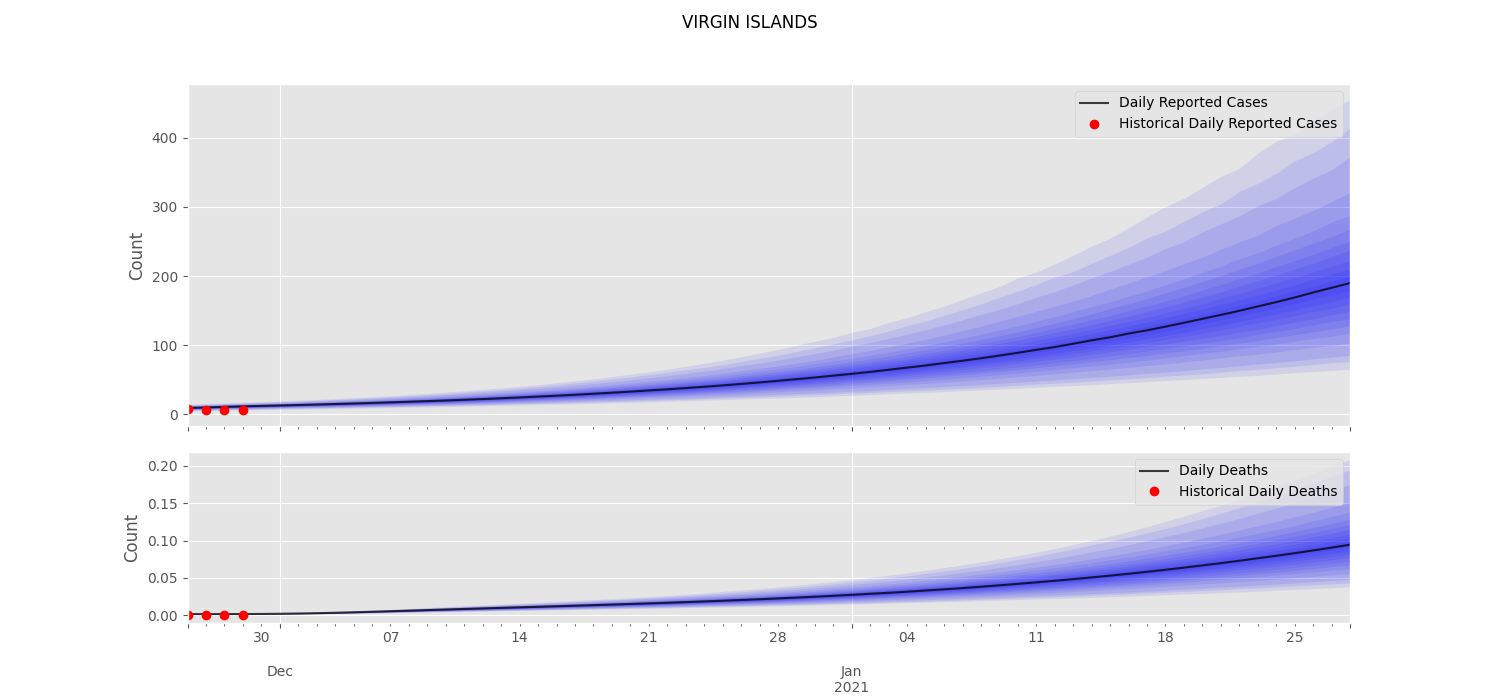 VIRGIN ISLANDS
Daily Reported Cases
Historical Daily Reported Cases
Count
400
300
200
100
0
Daily Deaths
Historical Daily Deaths
Count
0.20
0.15
0.10
0.05
0.00
30 07 14 21 28 04 11 18 25
Dec Jan
2021